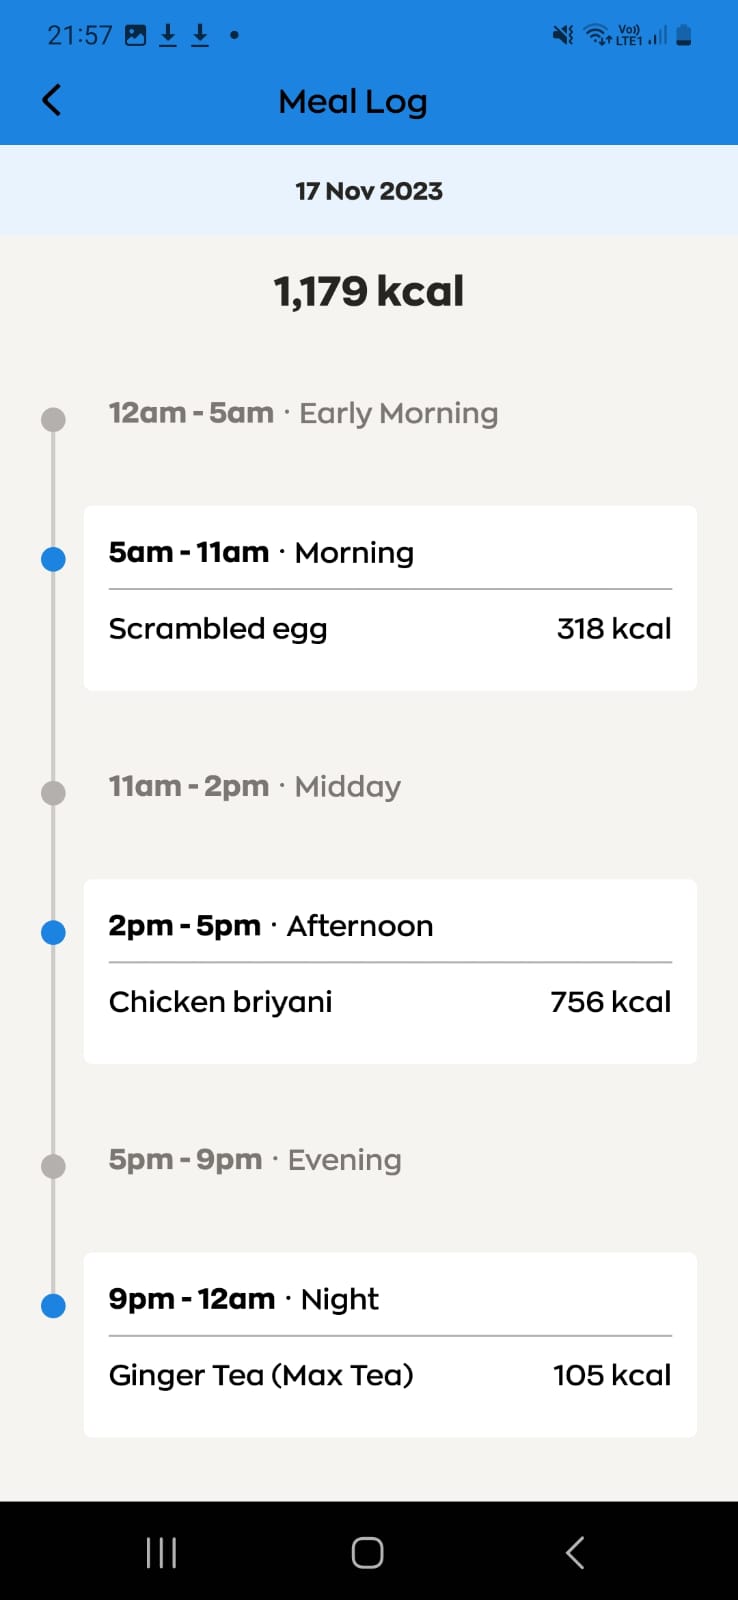 21:57
Vo))
LTE1
Meal Log
17 Nov 2023
1,179 kcal
12am - 5am · Early Morning
5am - 11am · Morning
Scrambled egg 318 kcal
11am - 2pm · Midday
2pm - 5pm · Afternoon
Chicken briyani 756 kcal
5pm - 9pm · Evening
9pm - 12am · Night
Ginger Tea (Max Tea) 105 kcal